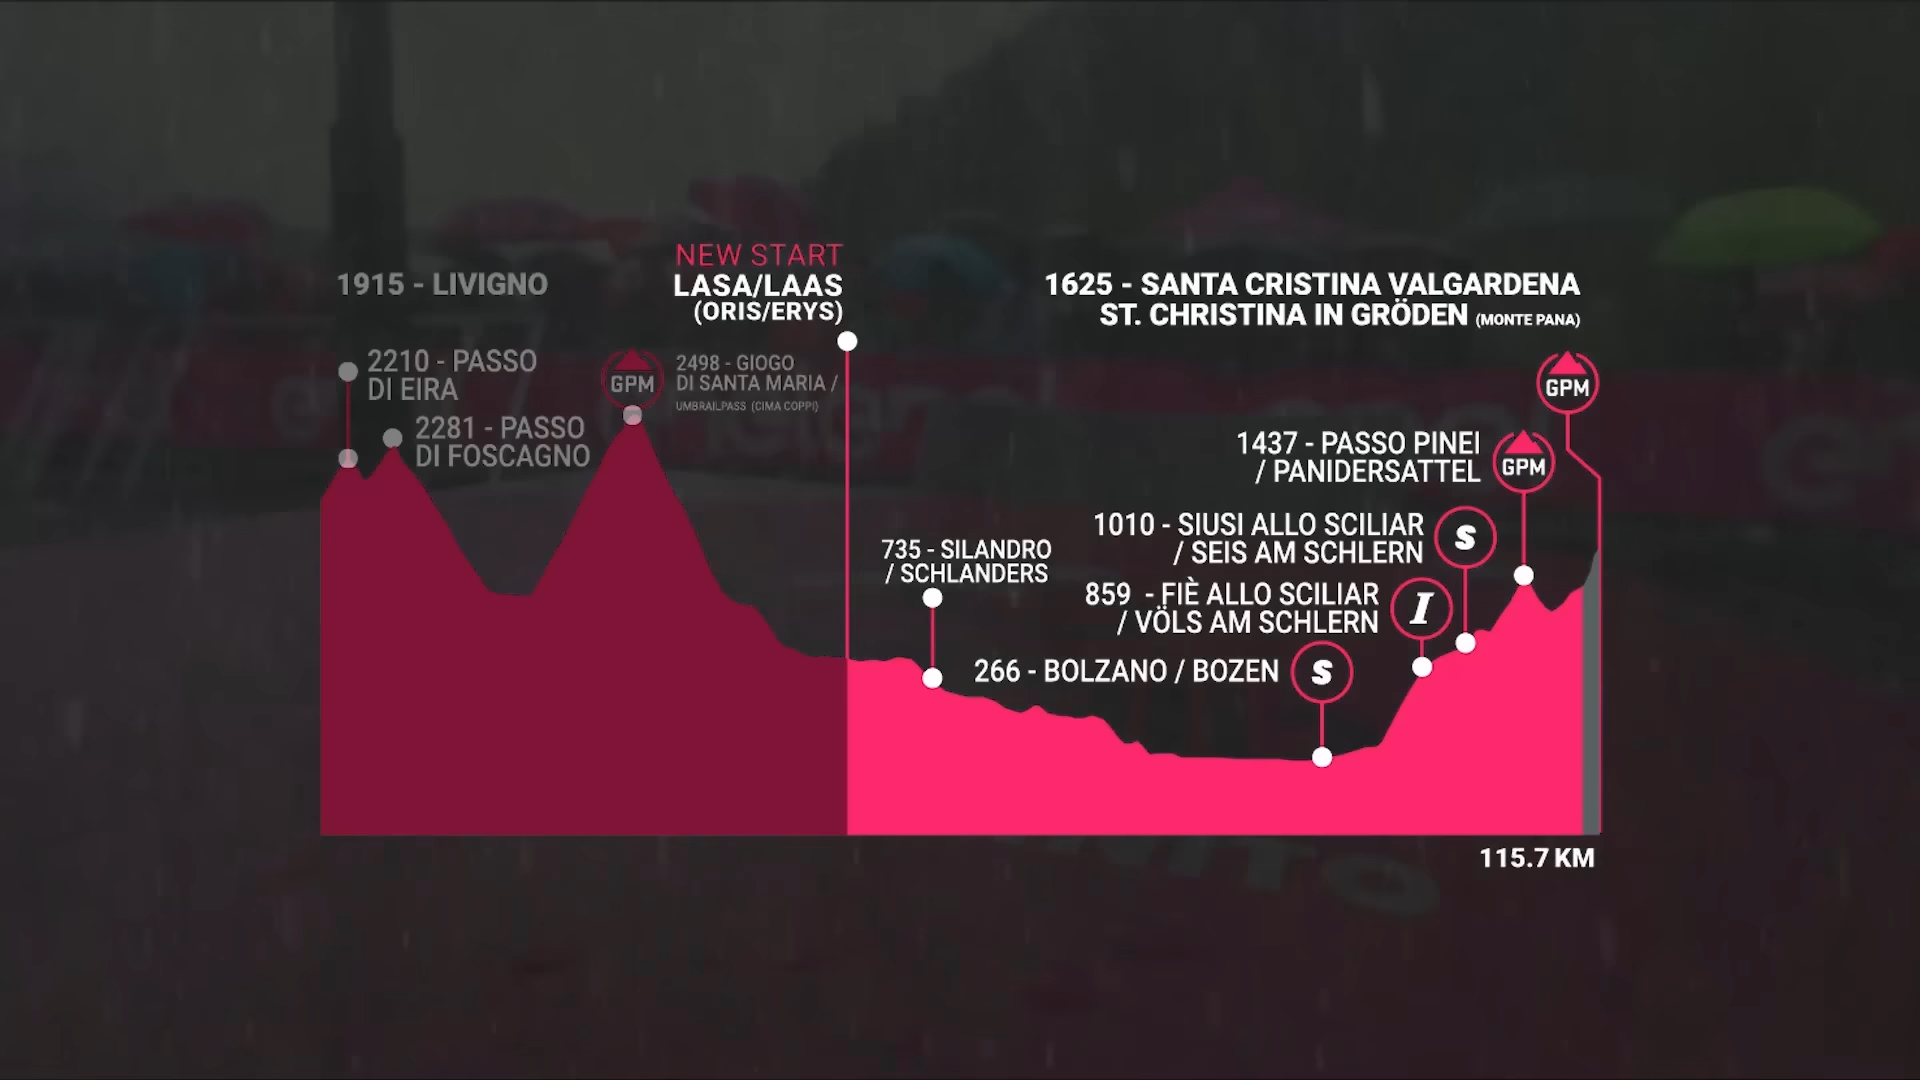 NEW START
1915 - LIVIGNO
LASA/LAAS
(ORIS/ERYS)
1625 - SANTA CRISTINA VALGARDENA
ST. CHRISTINA IN GRÖDEN (MONTE PANA)
2210 - PASSO
DI EIRA
GPM
2498 - GIOGO
DI SANTA MARIA /
UMBRAILPASS (CIMA COPPI)
GPM
2281 - PASSO
DI FOSCAGNO
1437 - PASSO PINEI
/ PANIDERSATTEL
GPM
1010 - SIUSI ALLO SCILIAR
/ SEIS AM SCHLERN
S
735 - SILANDRO
/ SCHLANDERS
859 - FIÈ ALLO SCILIAR
/ VÖLS AM SCHLERN
I
266 - BOLZANO / BOZEN
S
115.7 KM